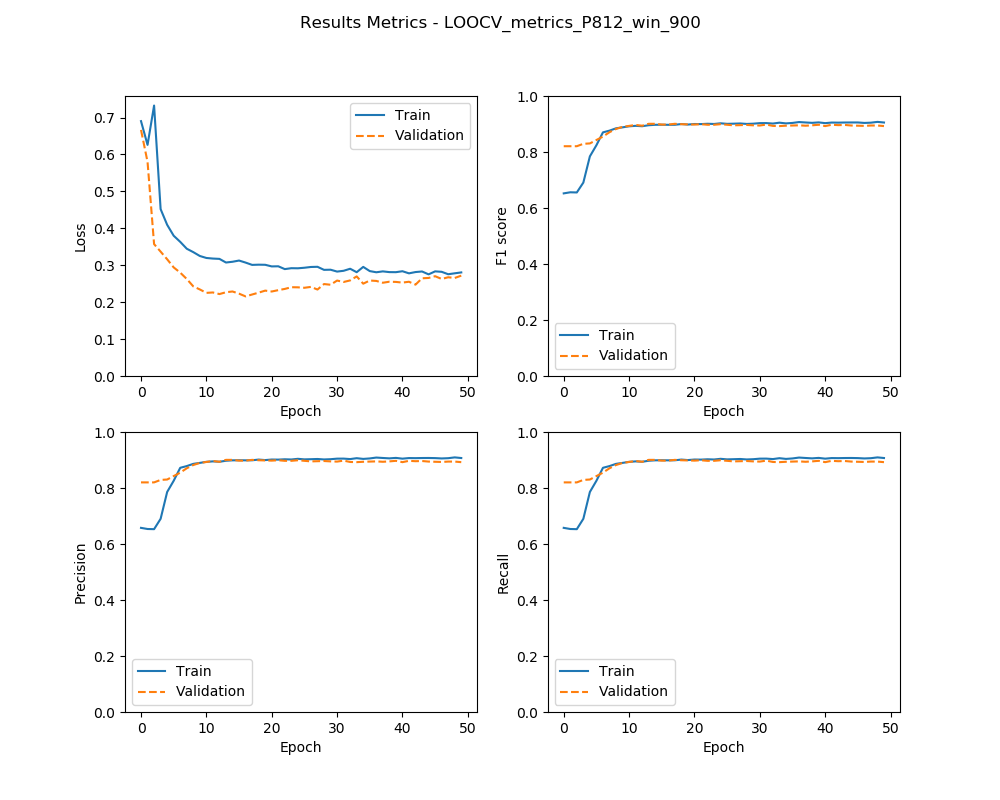 Results Metrics - LOOCV_metrics_P812_win_900
0.7
0.6
0.5
0.4
0.3
0.2
0.1
0.0
Loss
Train
Validation
0 10 20 30 40 50
Epoch
1.0
0.8
0.6
0.4
0.2
0.0
F1 score
Train
Validation
0 10 20 30 40 50
Epoch
1.0
0.8
0.6
0.4
0.2
0.0
Precision
Train
Validation
0 10 20 30 40 50
Epoch
1.0
0.8
0.6
0.4
0.2
0.0
Recall
Train
Validation
0 10 20 30 40 50
Epoch